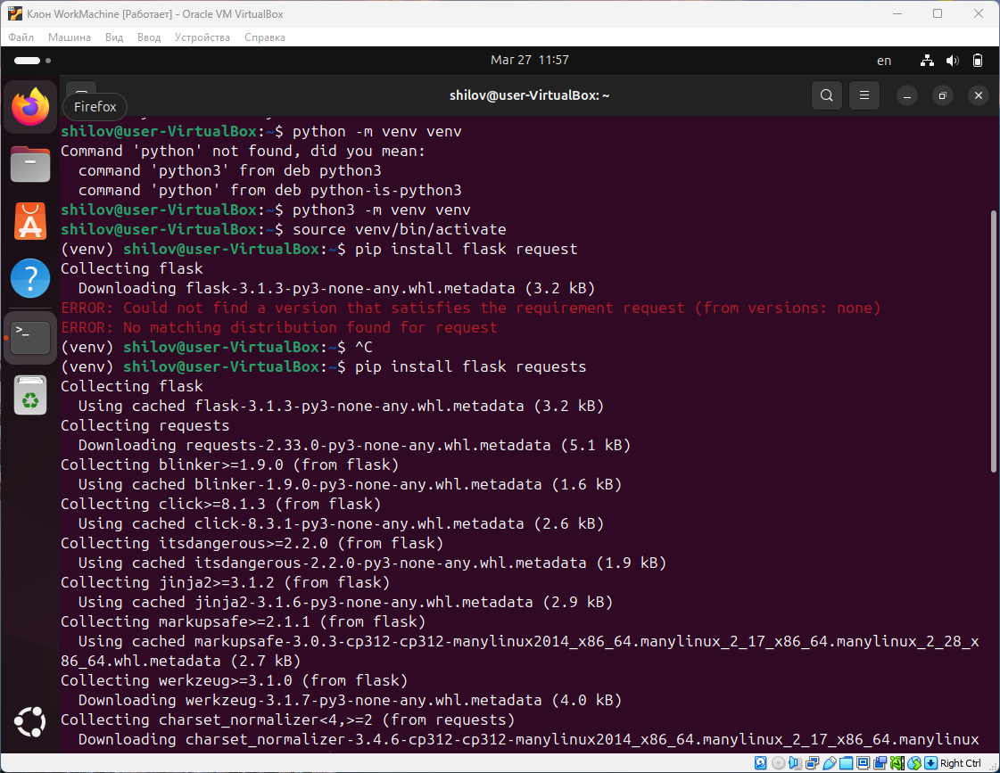 Клон WorkMachine [Работает] - Oracle VM VirtualBox
Файл Машина Вид Ввод Устройства Справка
Mar 27 11:57
en
shilov@user-VirtualBox: ~
Firefox
shilov@user-VirtualBox:~$ python -m venv venv
Command 'python' not found, did you mean:
command 'python3' from deb python3
command 'python' from deb python-is-python3
shilov@user-VirtualBox:~$ python3 -m venv venv
shilov@user-VirtualBox:~$ source venv/bin/activate
(venv) shilov@user-VirtualBox:~$ pip install flask request
Collecting flask
Downloading flask-3.1.3-py3-none-any.whl.metadata (3.2 kB)
ERROR: Could not find a version that satisfies the requirement request (from versions: none)
ERROR: No matching distribution found for request
(venv) shilov@user-VirtualBox:~$ ^C
(venv) shilov@user-VirtualBox:~$ pip install flask requests
Collecting flask
Using cached flask-3.1.3-py3-none-any.whl.metadata (3.2 kB)
Collecting requests
Downloading requests-2.33.0-py3-none-any.whl.metadata (5.1 kB)
Collecting blinker>=1.9.0 (from flask)
Using cached blinker-1.9.0-py3-none-any.whl.metadata (1.6 kB)
Collecting click>=8.1.3 (from flask)
Using cached click-8.3.1-py3-none-any.whl.metadata (2.6 kB)
Collecting itsdangerous>=2.2.0 (from flask)
Using cached itsdangerous-2.2.0-py3-none-any.whl.metadata (1.9 kB)
Collecting jinja2>=3.1.2 (from flask)
Using cached jinja2-3.1.6-py3-none-any.whl.metadata (2.9 kB)
Collecting markupsafe>=2.1.1 (from flask)
Using cached markupsafe-3.0.3-cp312-cp312-manylinux2014_x86_64.manylinux_2_17_x86_64.manylinux_2_28_x
86_64.whl.metadata (2.7 kB)
Collecting werkzeug>=3.1.0 (from flask)
Downloading werkzeug-3.1.7-py3-none-any.whl.metadata (4.0 kB)
Collecting charset_normalizer<4,>=2 (from requests)
Downloading charset_normalizer-3.4.6-cp312-cp312-manylinux2014_x86_64.manylinux_2_17_x86_64.manylinux
Right Ctrl